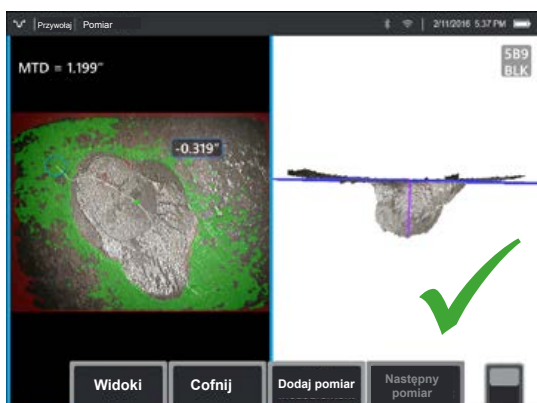 Przywołaj Pomiar 2/11/2016 5:37 PM
MTD = 1,199"
5B9
BLK
-0.319"
Widoki Cofnij Dodaj pomiar Następny
pomiar